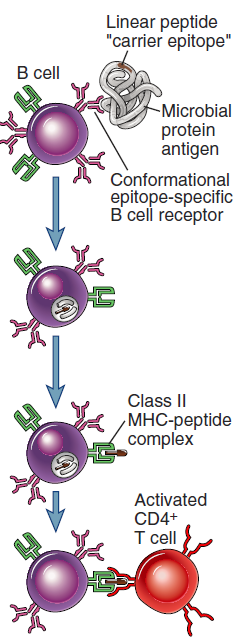 Linear peptide
"carrier epitope"
B cell
Microbial
protein
antigen
Conformational
epitope-specific
B cell receptor
Class II
MHC-peptide
complex
Activated
CD4+
T cell